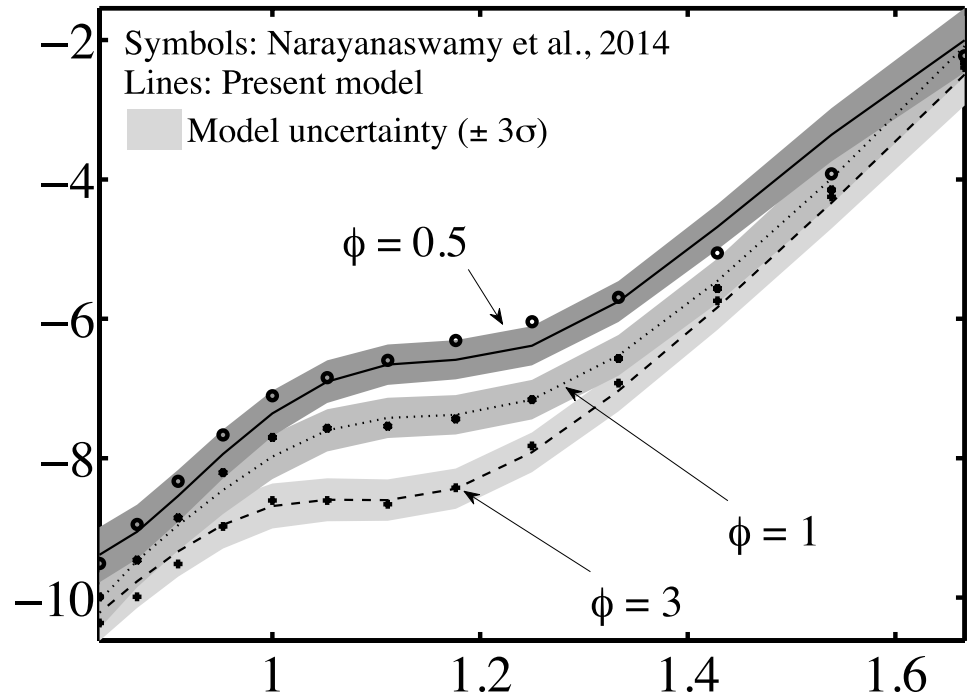 Symbols: Narayanaswamy et al., 2014
Lines: Present model
Model uncertainty (± 3σ)
−2
−4
−6
−8
−10
ϕ = 0.5
ϕ = 1
ϕ = 3
1
1.2
1.4
1.6